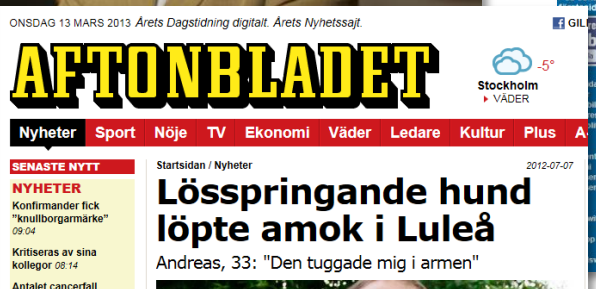 ONSDAG 13 MARS 2013 Årets Dagstidning digitalt. Årets Nyhetssajt.
AFTONBLADET
-5°
Stockholm
VÄDER
Nyheter Sport Nöje TV Ekonomi Väder Ledare Kultur Plus
SENASTE NYTT
NYHETER
Konfirmander fick
"knullborgarmärke"
09:04
Kritiseras av sina
kollegor 08:14
Antalet cancerfall
Startsidan / Nyheter 2012-07-07
Lösspringande hund
löpte amok i Luleå
Andreas, 33: "Den tuggade mig i armen"